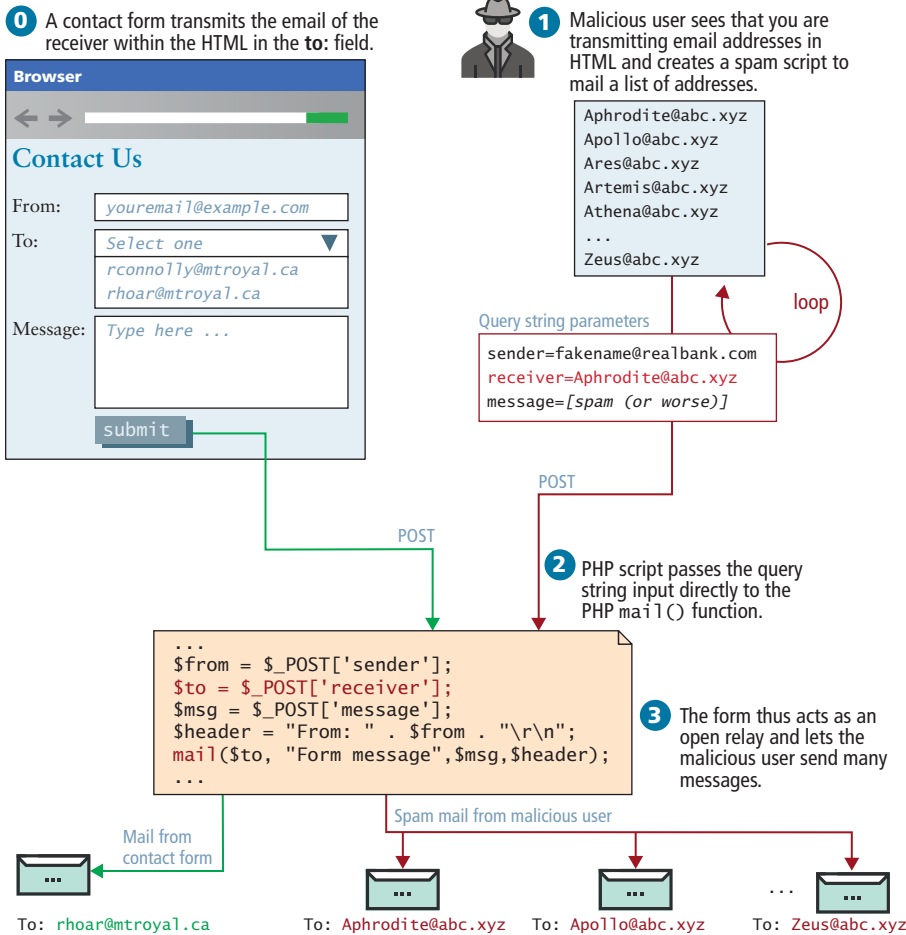 0 A contact form transmits the email of the
receiver within the HTML in the to: field.
Browser
Contact Us
From:
youremail@example.com
To:
Select one
rconnolly@mtroyal.ca
rhoar@mtroyal.ca
Message:
Type here ...
submit
POST
1 Malicious user sees that you are
transmitting email addresses in
HTML and creates a spam script to
mail a list of addresses.
Aphrodite@abc.xyz
Apollo@abc.xyz
Ares@abc.xyz
Artemis@abc.xyz
Athena@abc.xyz
...
Zeus@abc.xyz
loop
Query string parameters
sender=fakename@realbank.com
receiver=Aphrodite@abc.xyz
message=[spam (or worse)]
POST
2 PHP script passes the query
string input directly to the
PHP mail() function.
...
$from = $_POST['sender'];
$to = $_POST['receiver'];
$msg = $_POST['message'];
$header = "From: " . $from . "\r\n";
mail($to, "Form message",$msg,$header);
...
3 The form thus acts as an
open relay and lets the
malicious user send many
messages.
Mail from
contact form
Spam mail from malicious user
...
...
...
...
...
To: rhoar@mtroyal.ca
To: Aphrodite@abc.xyz
To: Apollo@abc.xyz
To: Zeus@abc.xyz